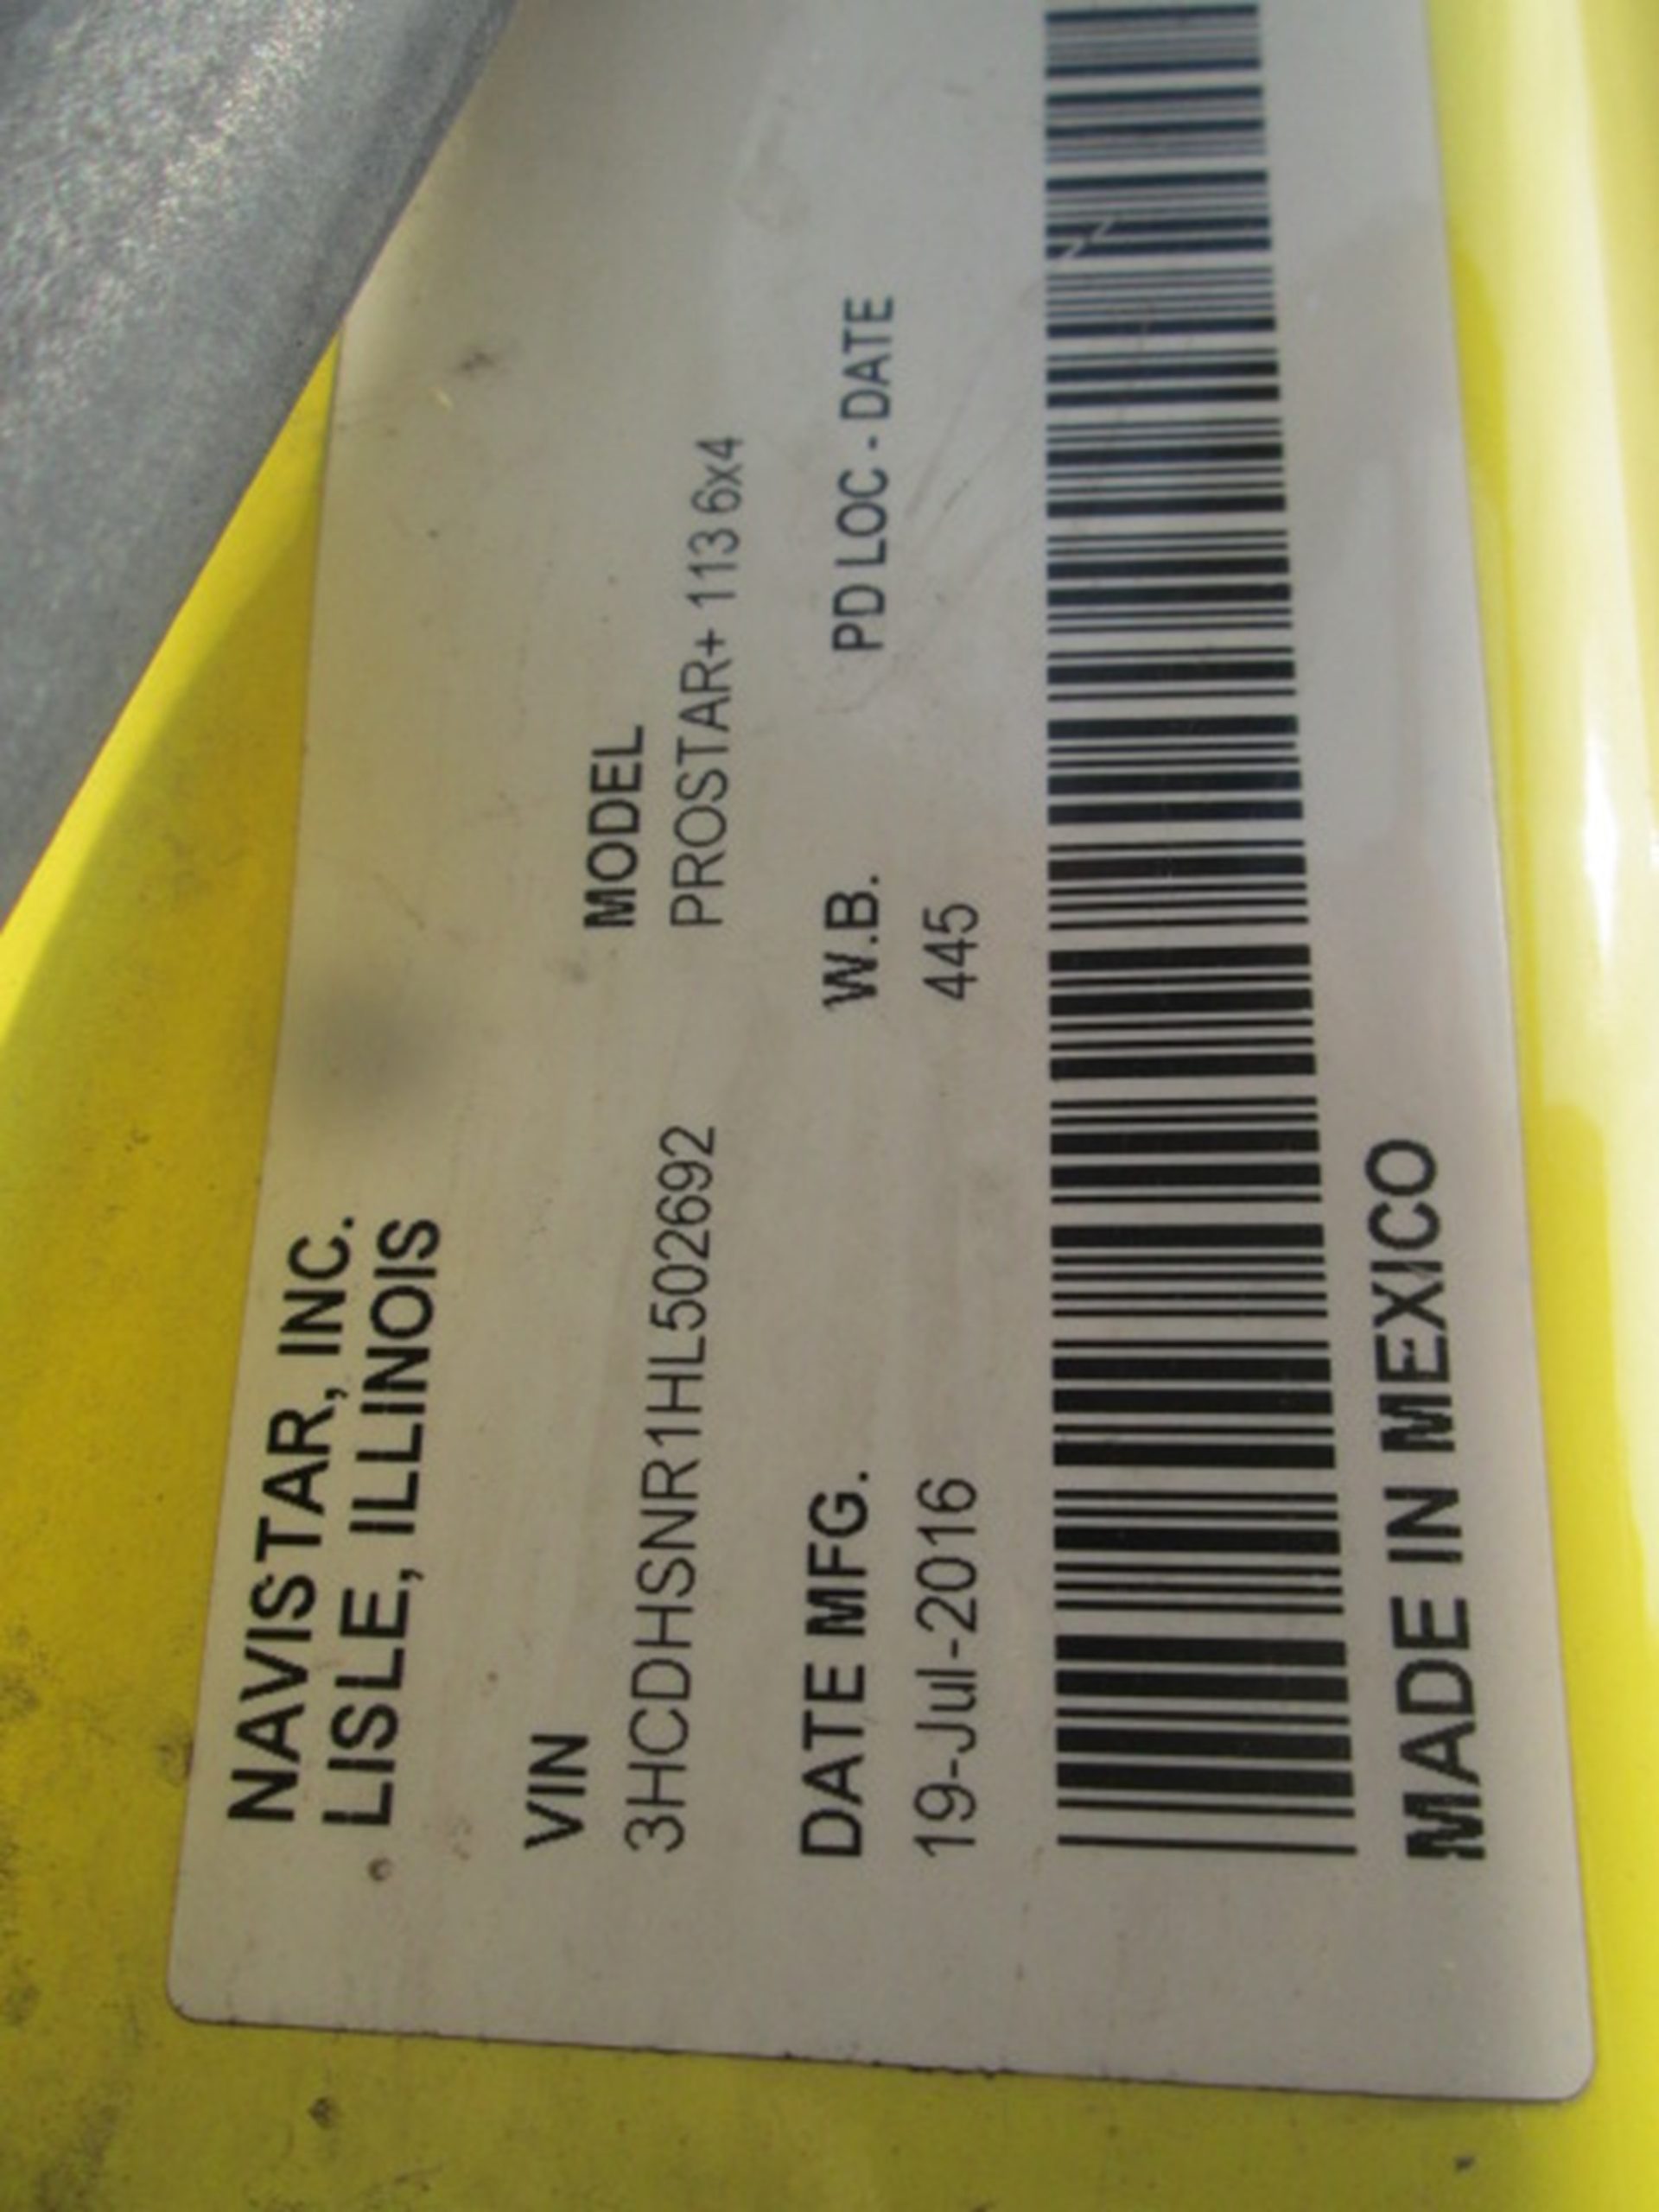 NAVISTAR, INC.
LISLE, ILLINOIS
VIN
3HCDHSNR1HL502692
MODEL
PROSTAR+ 113 6x4
DATE MFG.
19-Jul-2016
W.B.
445
PD LOC - DATE
MADE IN MEXICO